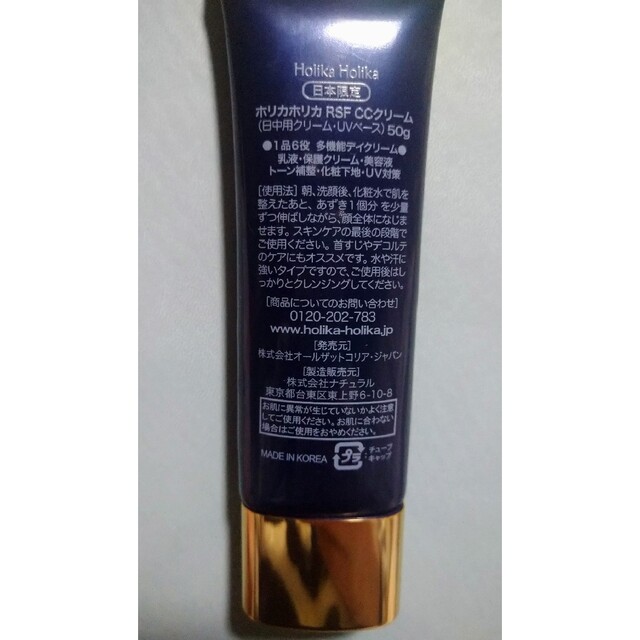 Holika Holika
日本限定
ホリカホリカ RSF CCクリーム
(日中用クリーム・UVベース) 50g
●1品6役 多機能デイクリーム●
乳液・保護クリーム・美容液
トーン補整・化粧下地・UV対策
[使用法] 朝、洗顔後、化粧水で肌を
整えたあと、あずき1個分 を少量
ずつ伸ばしながら、顔全体になじま
せます。スキンケアの最後の段階で
ご使用ください。首すじやデコルテ
のケアにもオススメです。水や汗に
強いタイプですので、ご使用後はし
っかりとクレンジングしてください。
[商品についてのお問い合わせ]
0120-202-783
www.holika-holika.jp
[発売元]
株式会社オールザットコリア・ジャパン
[製造販売元]
株式会社ナチュラル
東京都台東区東上野6-10-8
お肌に異常が生じていないかよく注意
してご使用ください。お肌に合わない
場合はご使用をおやめください。
MADE IN KOREA
プラ
チューブ
キャップ